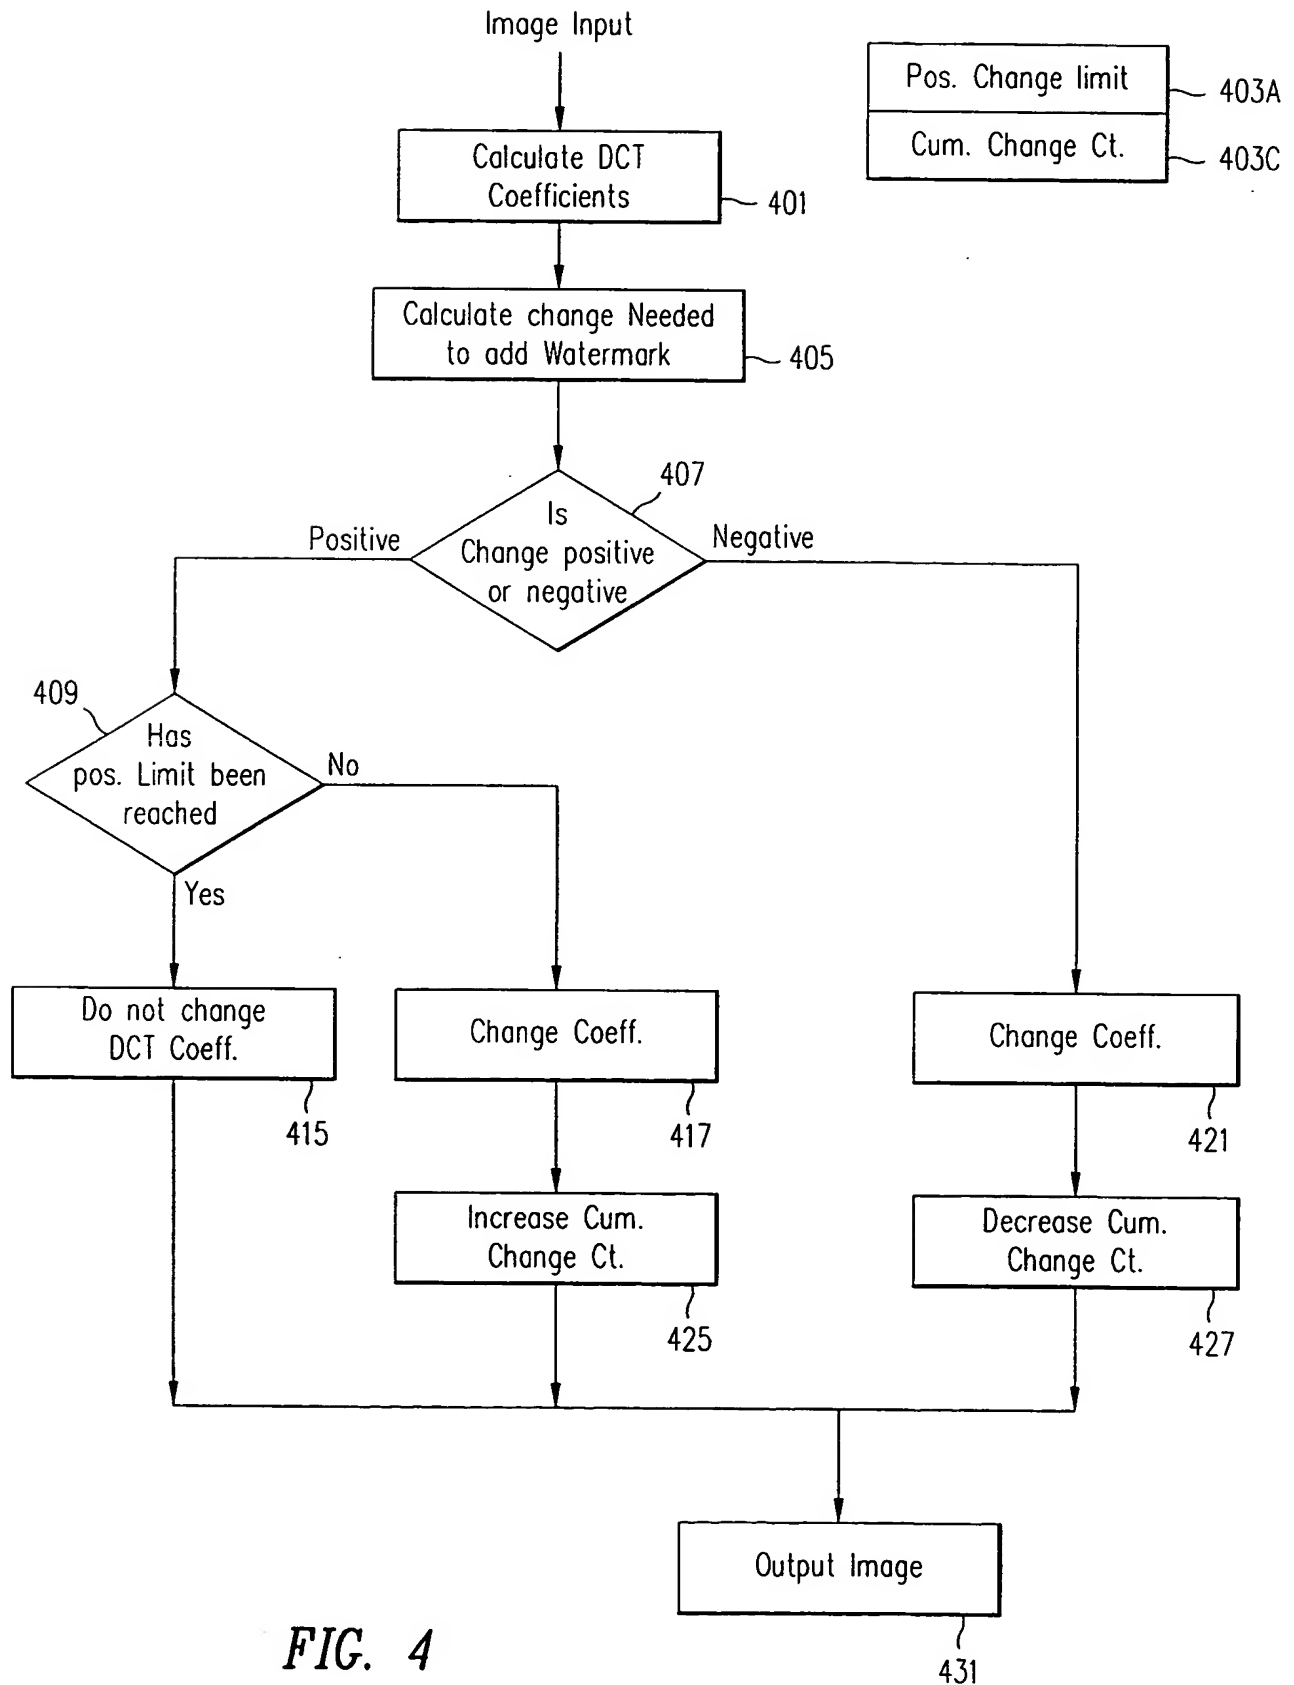 Image Input
Pos. Change limit
403A
Cum. Change Ct.
403C
Calculate DCT
Coefficients
401
Calculate change Needed
to add Watermark
405
407
Is
Change positive
or negative
Positive
Negative
409
Has
pos. Limit been
reached
No
Yes
Do not change
DCT Coeff.
415
Change Coeff.
417
Change Coeff.
421
Increase Cum.
Change Ct.
425
Decrease Cum.
Change Ct.
427
Output Image
431
FIG. 4